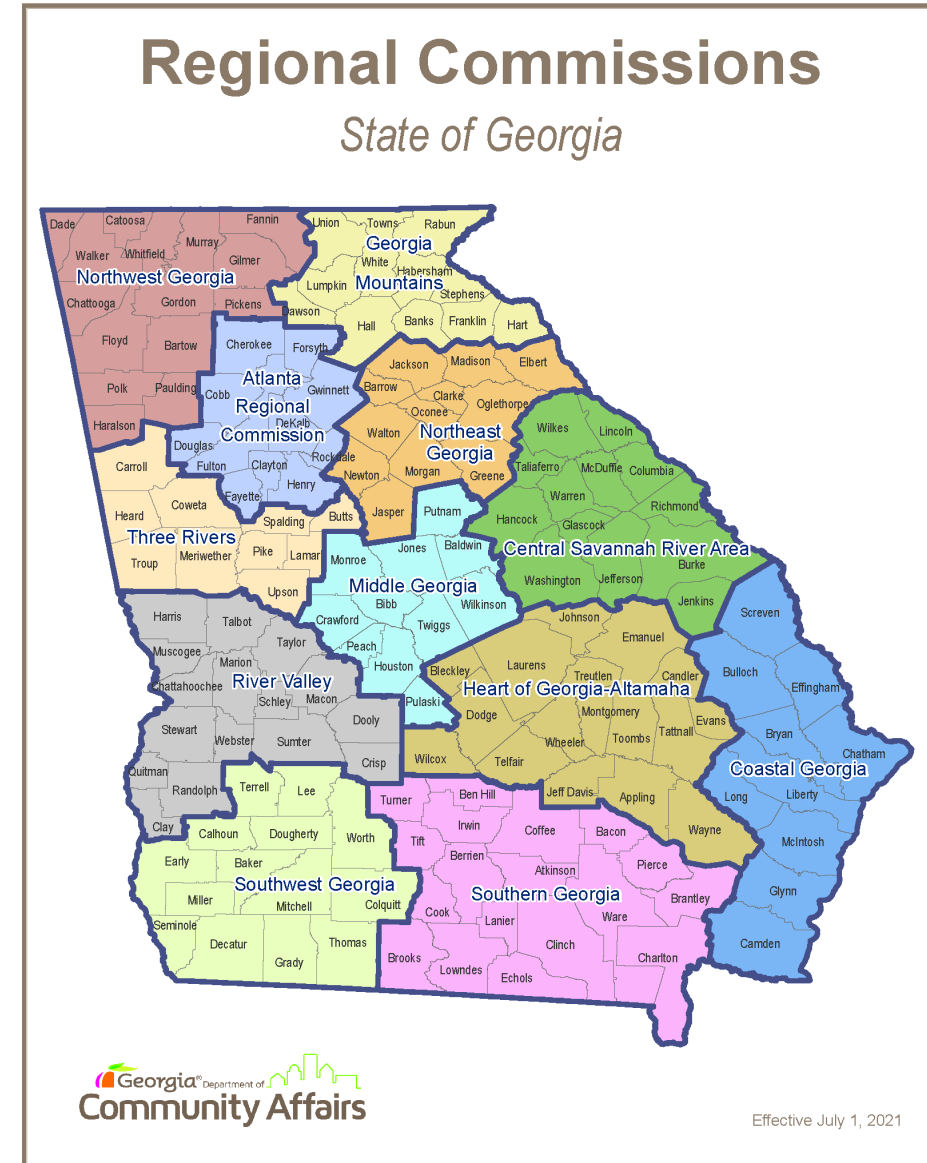 Regional Commissions
State of Georgia
Dade
Catoosa
Fannin
Union
Towns
Rabun
Walker
Whitfield
Murray
Gilmer
Georgia
Mountains
White
Habersham
Northwest Georgia
Lumpkin
Stephens
Chattooga
Gordon
Pickens
Dawson
Hall
Banks
Franklin
Hart
Floyd
Bartow
Cherokee
Forsyth
Jackson
Madison
Elbert
Polk
Paulding
Cobb
Atlanta
Regional
Commission
Gwinnett
Barrow
Clarke
Oconee
Oglethorpe
Haralson
DeKalb
Walton
Northeast
Georgia
Wilkes
Lincoln
Carroll
Douglas
Fulton
Clayton
Rockdale
Newton
Morgan
Greene
Taliaferro
McDuffie
Columbia
Henry
Fayette
Heard
Coweta
Spalding
Butts
Jasper
Putnam
Warren
Richmond
Hancock
Glascock
Three Rivers
Troup
Meriwether
Pike
Lamar
Monroe
Jones
Baldwin
Central Savannah River Area
Burke
Upson
Middle Georgia
Washington
Jefferson
Jenkins
Bibb
Wilkinson
Crawford
Twiggs
Harris
Talbot
Taylor
Johnson
Emanuel
Screven
Muscogee
Marion
Peach
Houston
Bleckley
Laurens
Treutlen
Candler
Bulloch
Effingham
Chattahoochee
River Valley
Schley
Macon
Pulaski
Heart of Georgia-Altamaha
Dooly
Dodge
Montgomery
Evans
Stewart
Webster
Sumter
Wheeler
Toombs
Tattnall
Bryan
Chatham
Quitman
Crisp
Wilcox
Telfair
Coastal Georgia
Randolph
Terrell
Lee
Turner
Ben Hill
Jeff Davis
Appling
Long
Liberty
Clay
Calhoun
Dougherty
Worth
Tift
Irwin
Coffee
Bacon
Wayne
McIntosh
Early
Baker
Berrien
Atkinson
Pierce
Southwest Georgia
Southern Georgia
Brantley
Glynn
Miller
Mitchell
Colquitt
Cook
Lanier
Ware
Seminole
Decatur
Grady
Thomas
Brooks
Lowndes
Echols
Clinch
Charlton
Camden
Georgia® Department of
Community Affairs
Effective July 1, 2021